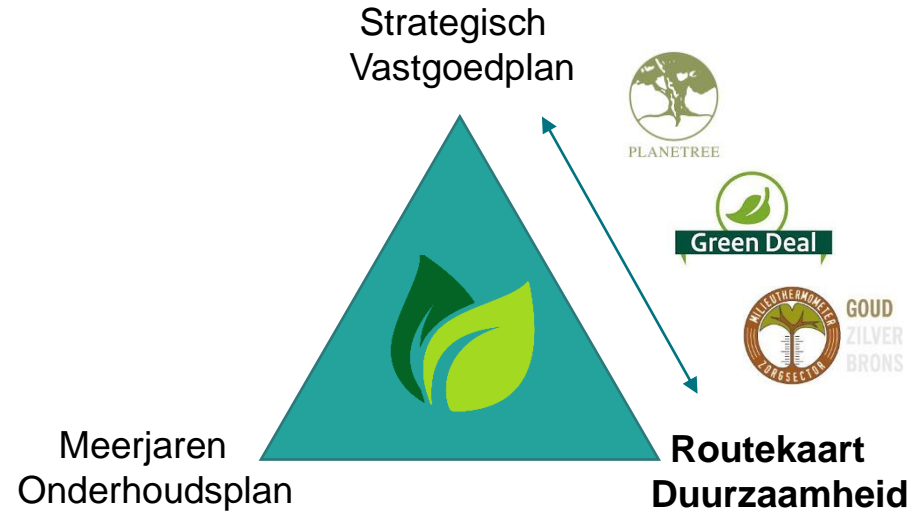 Strategisch
Vastgoedplan
PLANETREE
Green Deal
MILIEUTHERMOMETER
ZORGSECTOR
GOUD
ZILVER
BRONS
Meerjaren
Onderhoudsplan
Routekaart
Duurzaamheid